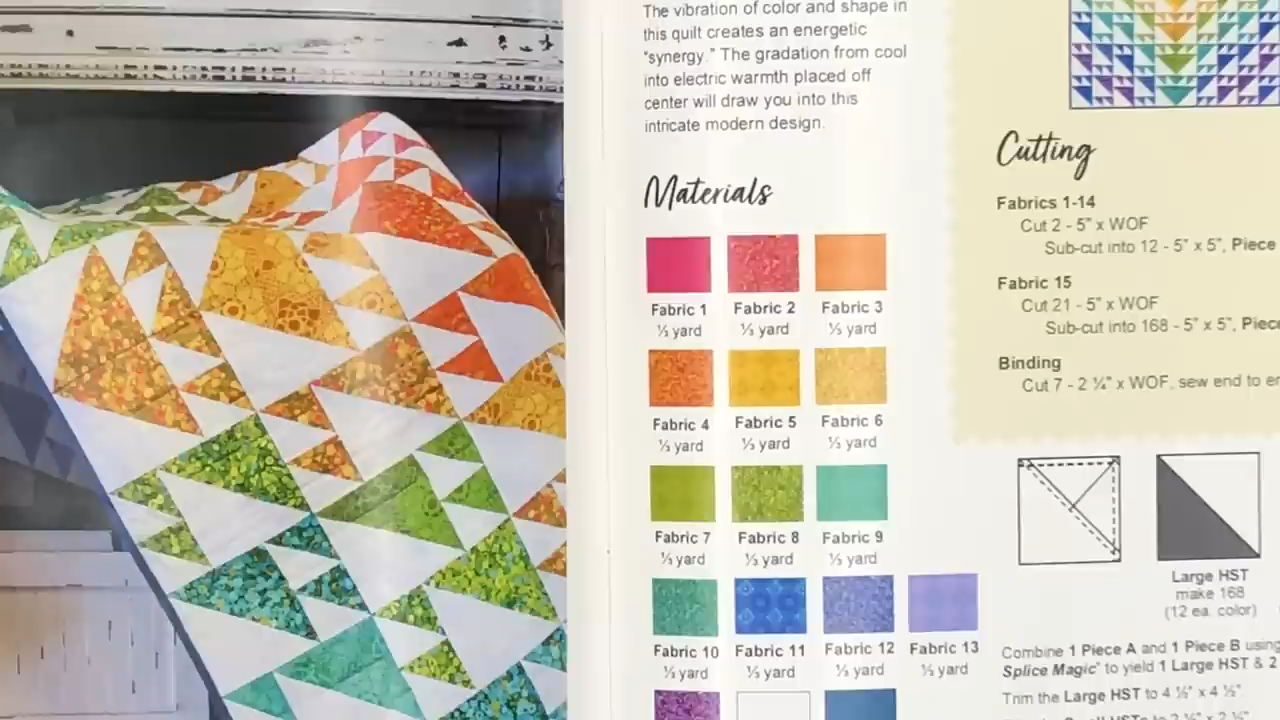 The vibration of color and shape in
this quilt creates an energetic
"synergy." The gradation from cool
into electric warmth placed off
center will draw you into this
intricate modern design.
Materials
Fabric 1
⅓ yard
Fabric 2
⅓ yard
Fabric 3
⅓ yard
Fabric 4
⅓ yard
Fabric 5
⅓ yard
Fabric 6
⅓ yard
Fabric 7
⅓ yard
Fabric 8
⅓ yard
Fabric 9
⅓ yard
Fabric 10
⅓ yard
Fabric 11
⅓ yard
Fabric 12
⅓ yard
Fabric 13
⅓ yard
Cutting
Fabrics 1-14
Cut 2 - 5" x WOF
Sub-cut into 12 - 5" x 5", Piece
Fabric 15
Cut 21 - 5" x WOF
Sub-cut into 168 - 5" x 5", Piec
Binding
Cut 7 - 2 ¼" x WOF, sew end to e
Large HST
make 168
(12 ea. color)
Combine 1 Piece A and 1 Piece B using
Splice Magic* to yield 1 Large HST & 2
Trim the Large HST to 4 ½" x 4 ½".